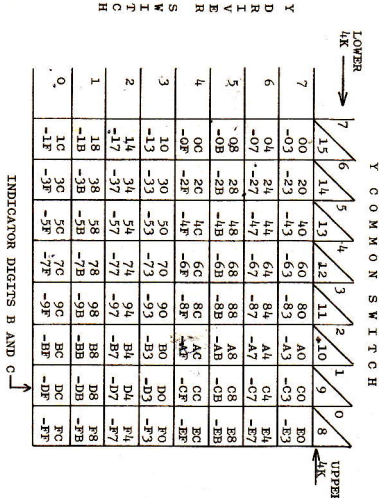 Y COMMON SWITCH
LOWER 4K
7 6 5 4 3 2 1 0
15 14 13 12 11 10 9 8
UPPER 4K
Y DRIVER SWITCH
7 00 20 40 60 80 A0 C0 E0
-03 -23 -43 -63 -83 -A3 -C3 -E3
6 04 24 44 64 84 A4 C4 E4
-07 -27 -47 -67 -87 -A7 -C7 -E7
5 08 28 48 68 88 A8 C8 E8
-0B -2B -4B -6B -8B -AB -CB -EB
4 0C 2C 4C 6C 8C AC CC EC
-0F -2F -4F -6F -8F -CF -EF
3 10 30 50 70 90 B0 D0 F0
-13 -33 -53 -73 -93 -B3 -D3 -F3
2 14 34 54 74 94 B4 D4 F4
-17 -37 -57 -77 -97 -B7 -D7 -F7
1 18 38 58 78 98 B8 D8 F8
-1B -3B -5B -7B -9B -BB -DB -FB
0 1C 3C 5C 7C 9C BC DC FC
-1F -3F -5F -7F -9F -BF -DF -FF
INDICATOR DIGITS B AND C